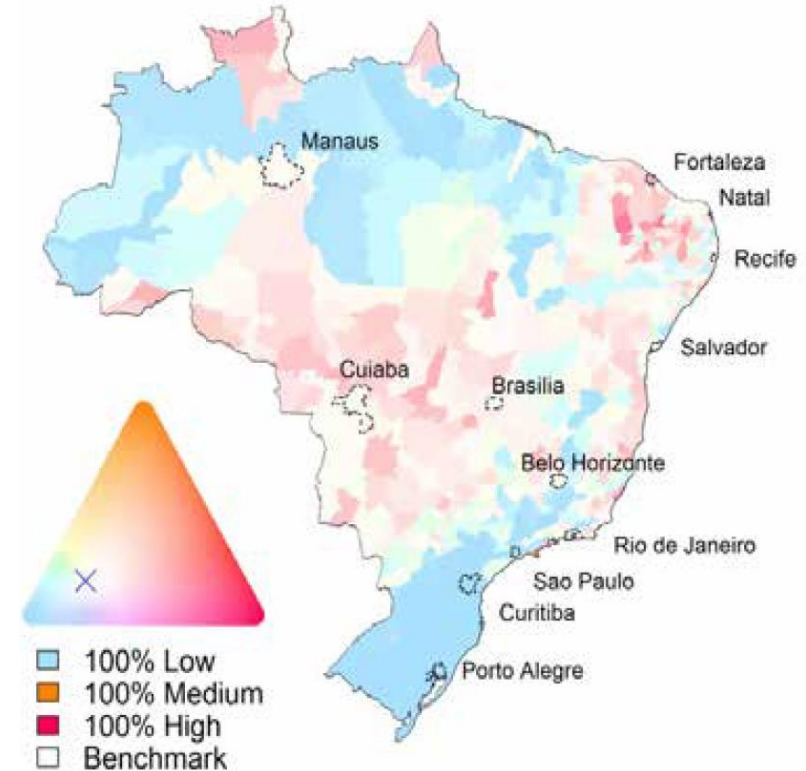 Manaus
Fortaleza
Natal
Recife
Salvador
Cuiaba
Brasilia
Belo Horizonte
Rio de Janeiro
Sao Paulo
Curitiba
Porto Alegre
100% Low
100% Medium
100% High
Benchmark